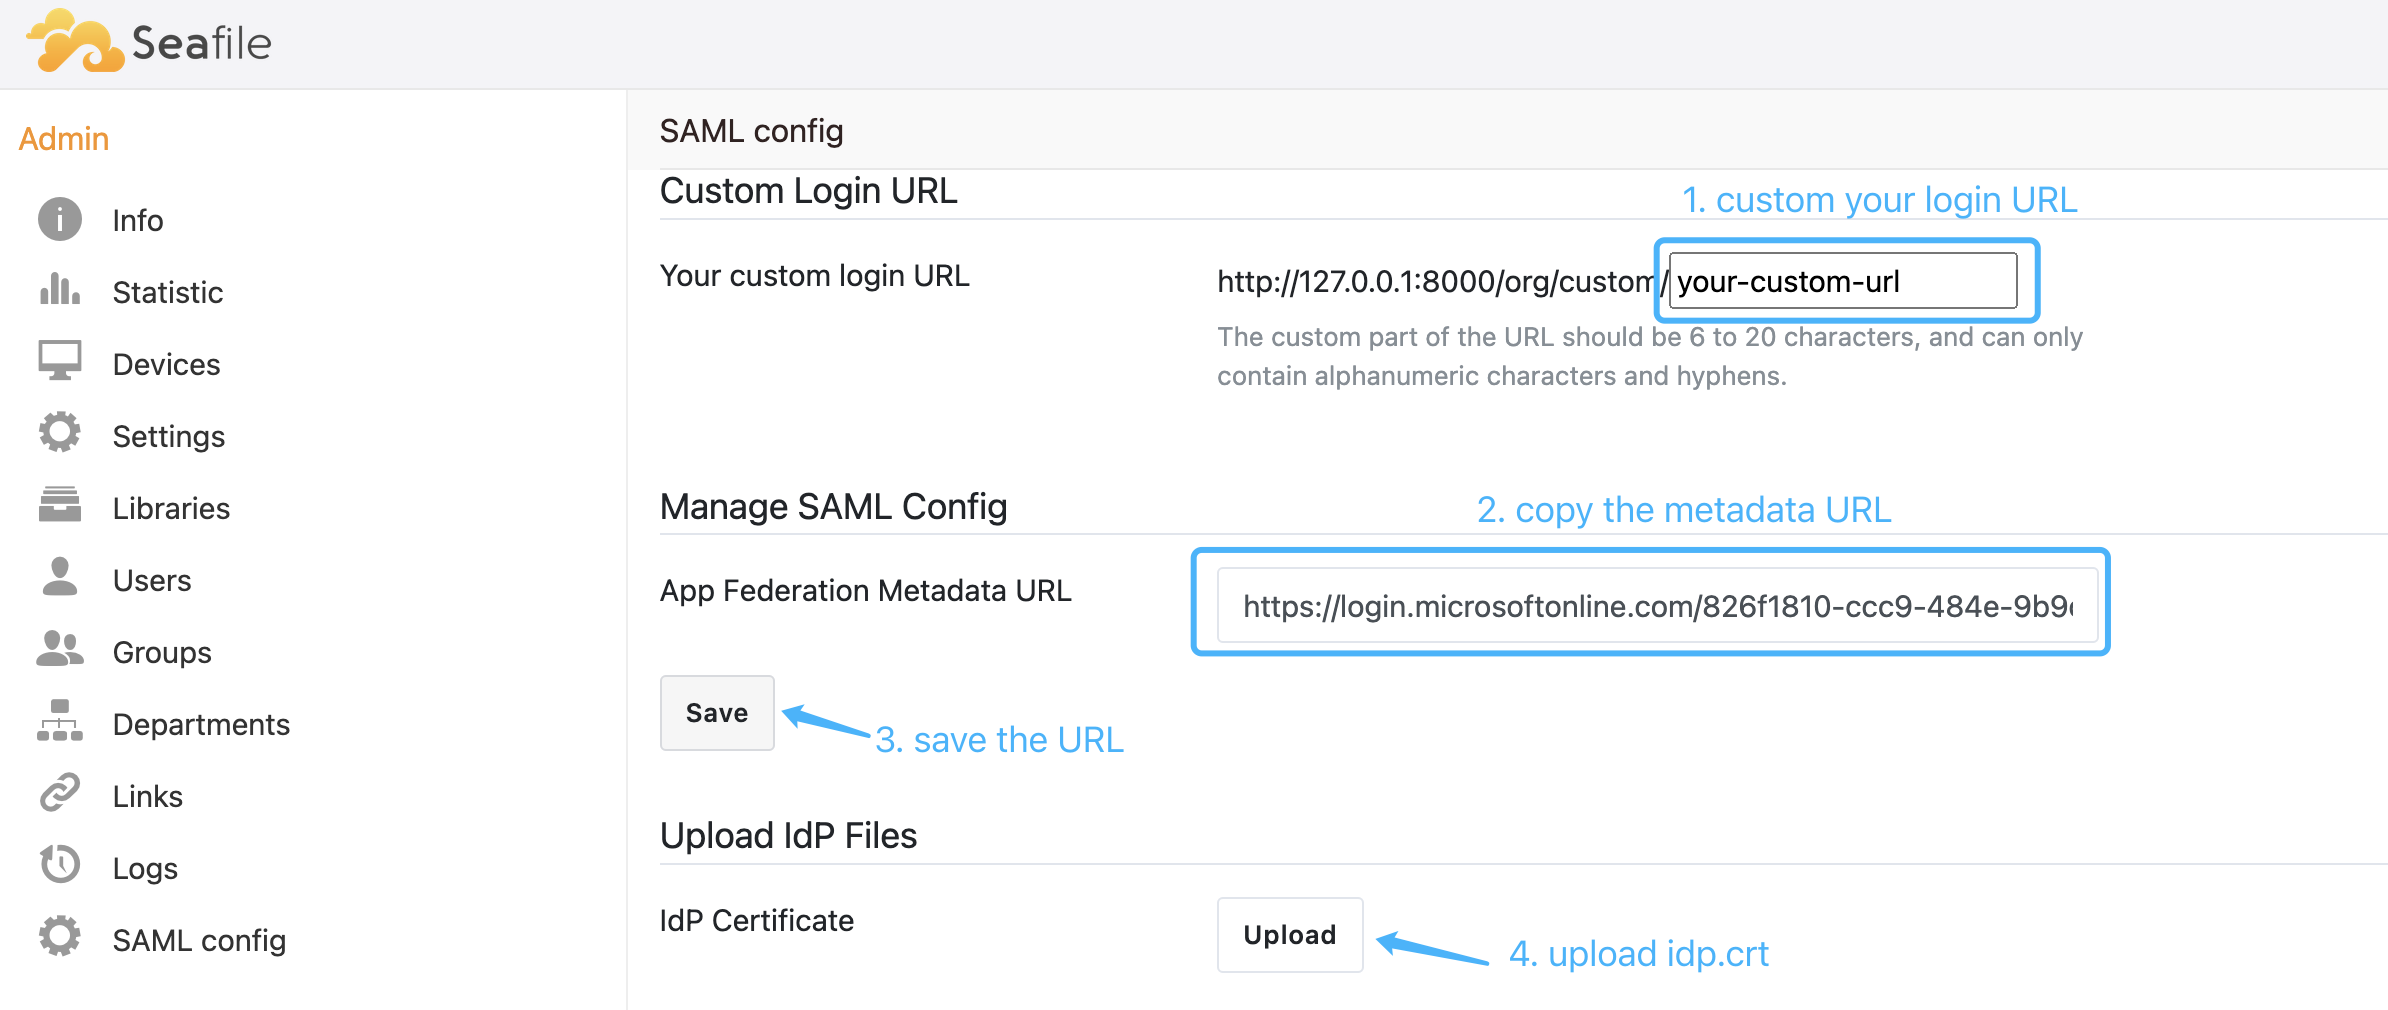 Seafile
Admin
Info
Statistic
Devices
Settings
Libraries
Users
Groups
Departments
Links
Logs
SAML config
SAML config
Custom Login URL
1. custom your login URL
Your custom login URL
http://127.0.0.1:8000/org/custom/ your-custom-url
The custom part of the URL should be 6 to 20 characters, and can only
contain alphanumeric characters and hyphens.
Manage SAML Config
2. copy the metadata URL
App Federation Metadata URL
https://login.microsoftonline.com/826f1810-ccc9-484e-9b9
Save
3. save the URL
Upload IdP Files
IdP Certificate
Upload
4. upload idp.crt